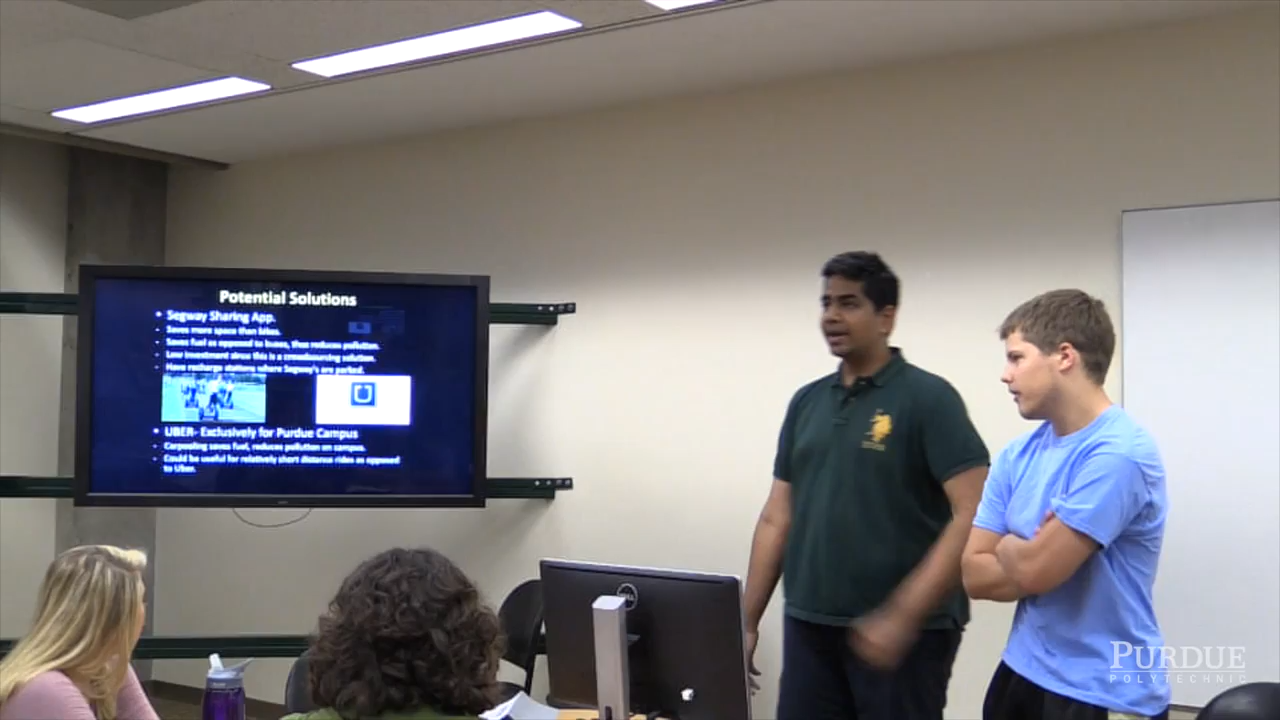 Potential Solutions
• Segway Sharing App.
- Saves more space than bikes.
- Saves fuel as opposed to buses, thus reduces pollution.
- Low investment since this is a crowdsourcing solution.
- Have recharge stations where Segway's are parked.
• UBER- Exclusively for Purdue Campus
- Carpooling saves fuel, reduces pollution on campus.
- Could be useful for relatively short distance rides as opposed
to Uber.
DELL
PURDUE
POLYTECHNIC